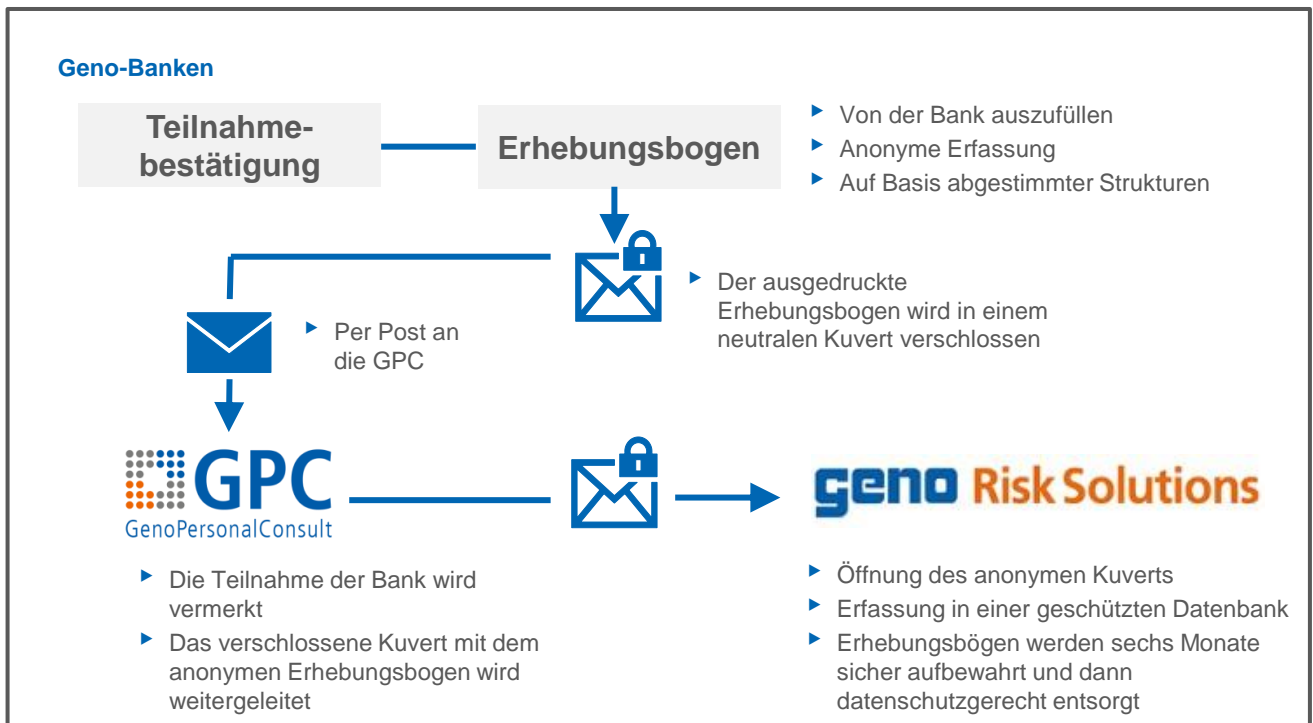 Geno-Banken
Teilnahme-
bestätigung
Erhebungsbogen
Von der Bank auszufüllen
Anonyme Erfassung
Auf Basis abgestimmter Strukturen
Der ausgedruckte
Erhebungsbogen wird in einem
neutralen Kuvert verschlossen
Per Post an
die GPC
GPC
GenoPersonalConsult
geno Risk Solutions
Die Teilnahme der Bank wird
vermerkt
Das verschlossene Kuvert mit dem
anonymen Erhebungsbogen wird
weitergeleitet
Öffnung des anonymen Kuverts
Erfassung in einer geschützten Datenbank
Erhebungsbögen werden sechs Monate
sicher aufbewahrt und dann
datenschutzgerecht entsorgt